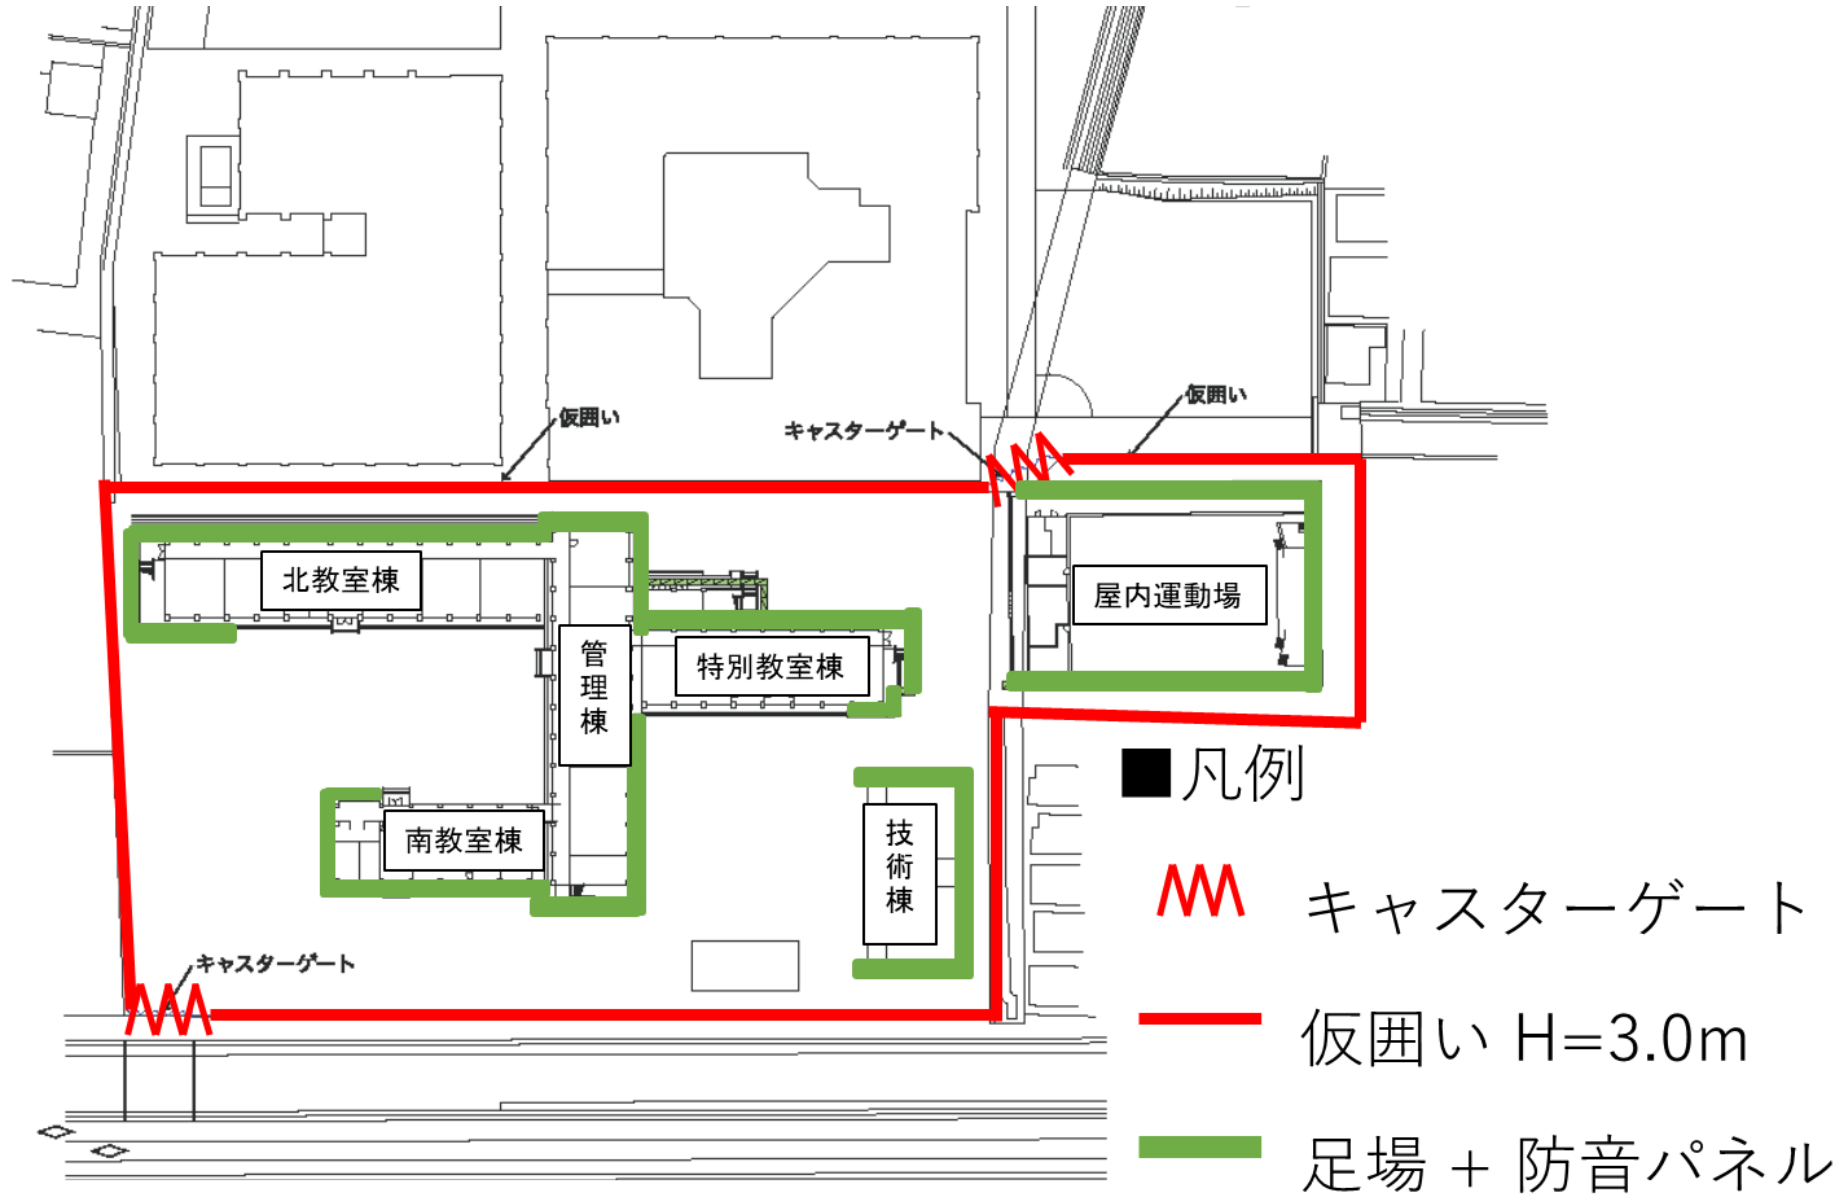 仮囲い
仮囲い
キャスターゲート
北教室棟
屋内運動場
管理棟
特別教室棟
南教室棟
技術棟
キャスターゲート
■凡例
キャスターゲート
仮囲い H=3.0m
足場 + 防音パネル